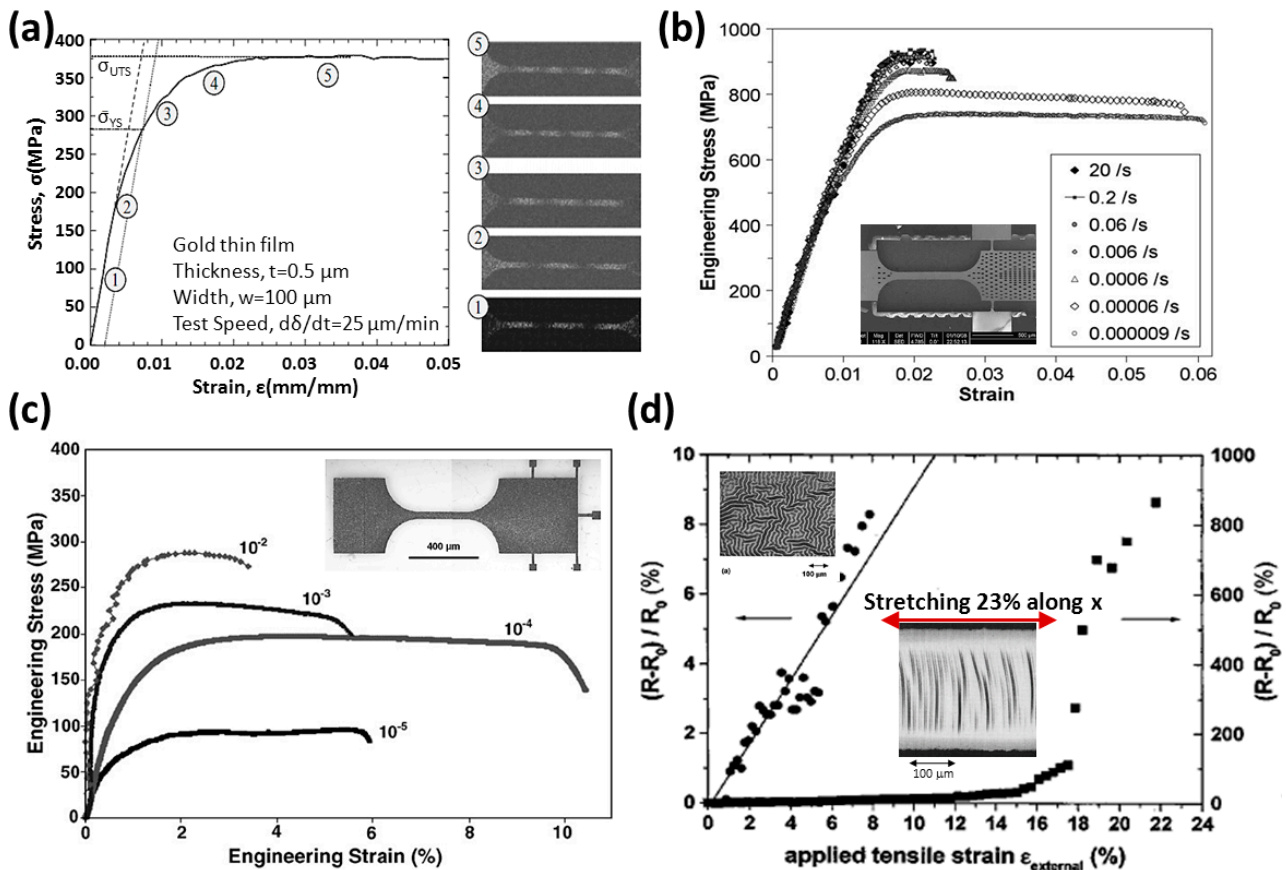 (a)
400
350
300
250
200
150
100
50
0
Stress, σ(MPa)
σUTS
σ̄YS
1
2
3
4
5
Gold thin film
Thickness, t=0.5 μm
Width, w=100 μm
Test Speed, dδ/dt=25 μm/min
0.00 0.01 0.02 0.03 0.04 0.05
Strain, ε(mm/mm)
5
4
3
2
1
(b)
1000
800
600
400
200
0
Engineering Stress (MPa)
20 /s
0.2 /s
0.06 /s
0.006 /s
0.0006 /s
0.00006 /s
0.000009 /s
0 0.01 0.02 0.03 0.04 0.05 0.06
Strain
(c)
400
350
300
250
200
150
100
50
0
Engineering Stress (MPa)
400 μm
10-2
10-3
10-4
10-5
0 2 4 6 8 10
Engineering Strain (%)
(d)
10
8
6
4
2
0
(R-R0) / R0 (%)
(a)
100 μm
Stretching 23% along x
100 μm
1000
800
600
400
200
0
(R-R0) / R0 (%)
0 2 4 6 8 10 12 14 16 18 20 22 24
applied tensile strain εexternal (%)